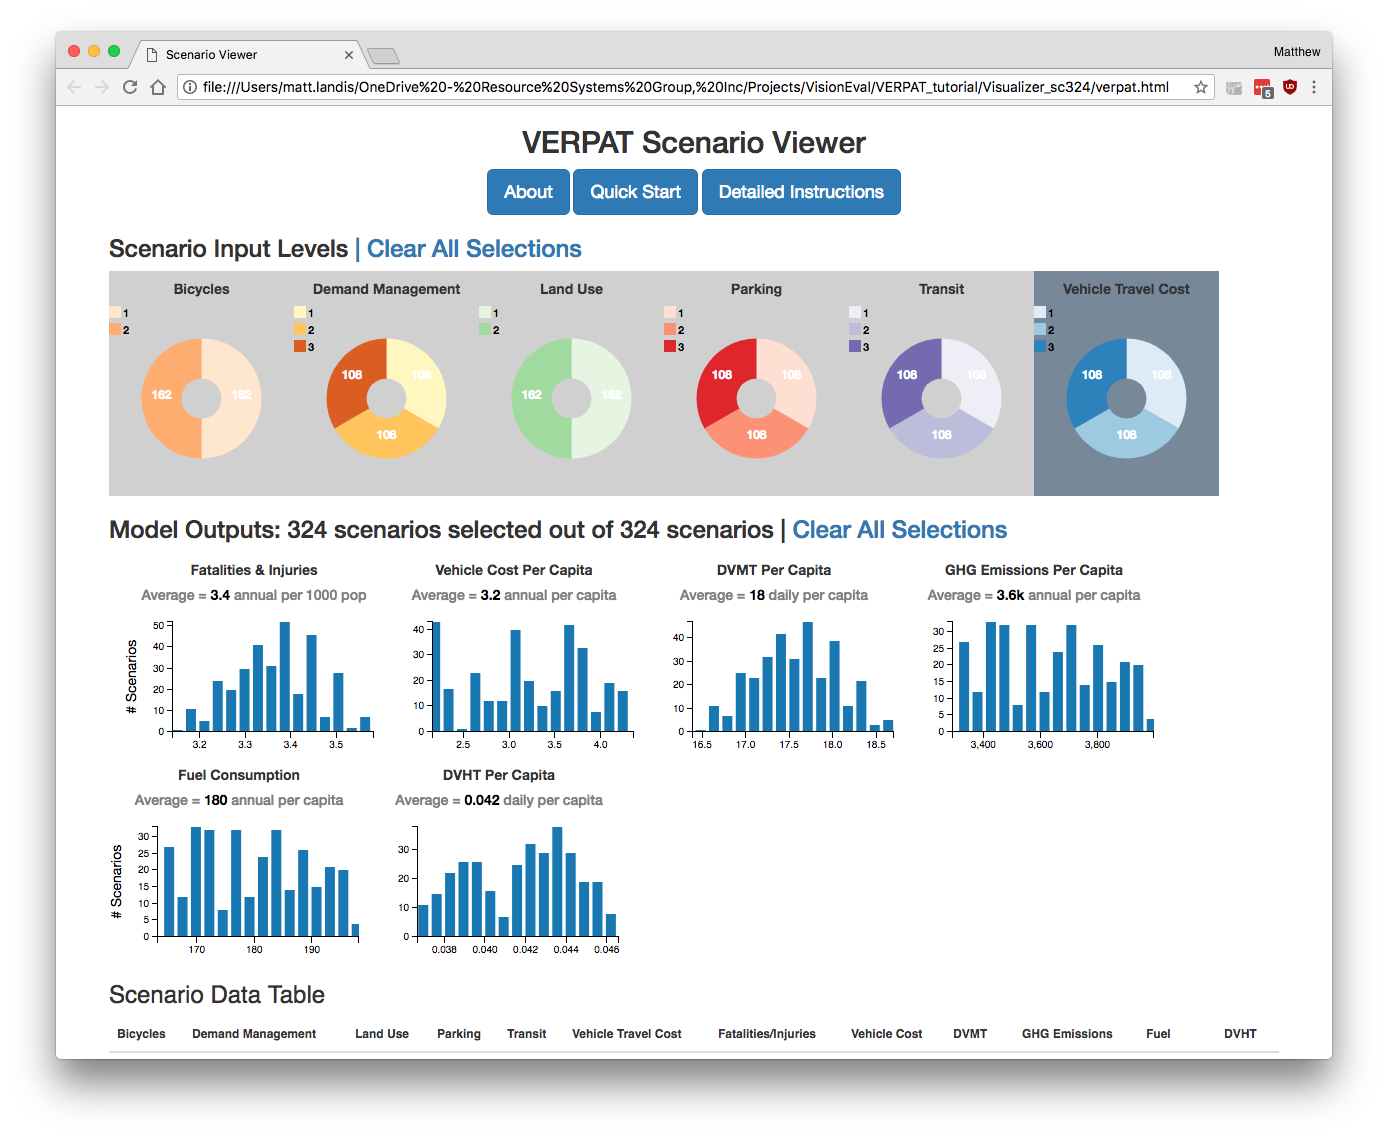 Scenario Viewer
Matthew
file:///Users/matt.landis/OneDrive%20-%20Resource%20Systems%20Group,%20Inc/Projects/VisionEval/VERPAT_tutorial/Visualizer_sc324/verpat.html
5
VERPAT Scenario Viewer
About Quick Start Detailed Instructions
Scenario Input Levels | Clear All Selections
Bicycles Demand Management Land Use Parking Transit Vehicle Travel Cost
1 1 1 1 1 1
2 2 2 2 2 2
3 3 3 3
108 108 108 108 108 108 108 108
162 162 162 162
108 108 108 108
Model Outputs: 324 scenarios selected out of 324 scenarios | Clear All Selections
Fatalities & Injuries Vehicle Cost Per Capita DVMT Per Capita GHG Emissions Per Capita
Average = 3.4 annual per 1000 pop Average = 3.2 annual per capita Average = 18 daily per capita Average = 3.6k annual per capita
# Scenarios
50 40 30 20 10 0
3.2 3.3 3.4 3.5
40 30 20 10 0
2.5 3.0 3.5 4.0
40 30 20 10 0
16.5 17.0 17.5 18.0 18.5
30 25 20 15 10 5 0
3,400 3,600 3,800
Fuel Consumption DVHT Per Capita
Average = 180 annual per capita Average = 0.042 daily per capita
# Scenarios
30 25 20 15 10 5 0
170 180 190
30 20 10 0
0.038 0.040 0.042 0.044 0.046
Scenario Data Table
Bicycles Demand Management Land Use Parking Transit Vehicle Travel Cost Fatalities/Injuries Vehicle Cost DVMT GHG Emissions Fuel DVHT